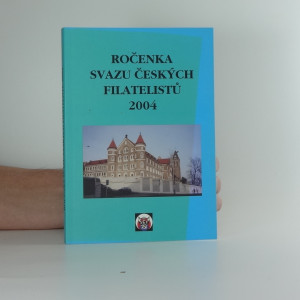 ROČENKA
SVAZU ČESKÝCH
FILATELISTŮ
2004